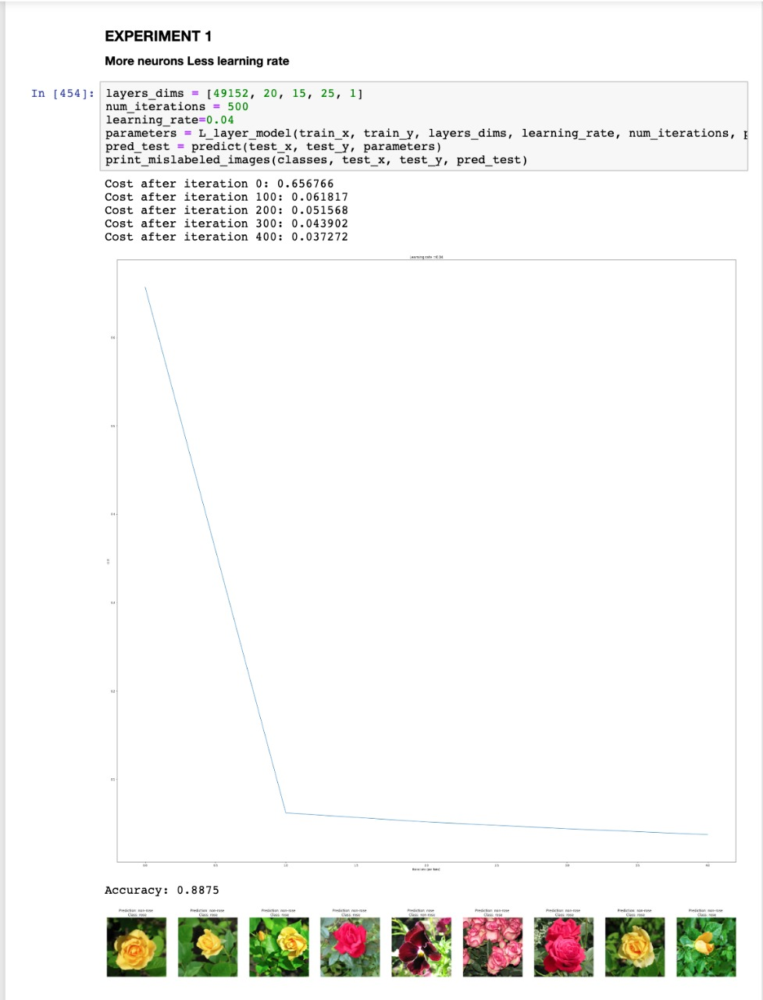 EXPERIMENT 1
More neurons Less learning rate
In [454]:
layers_dims = [49152, 20, 15, 25, 1]
num_iterations = 500
learning_rate=0.04
parameters = L_layer_model(train_x, train_y, layers_dims, learning_rate, num_iterations, p
pred_test = predict(test_x, test_y, parameters)
print_mislabeled_images(classes, test_x, test_y, pred_test)
Cost after iteration 0: 0.656766
Cost after iteration 100: 0.061817
Cost after iteration 200: 0.051568
Cost after iteration 300: 0.043902
Cost after iteration 400: 0.037272
Learning rate =0.04
0.6
0.5
0.4
0.3
0.2
0.1
0.0 0.5 1.0 1.5 2.0 2.5 3.0 3.5 4.0
Accuracy: 0.8875
Prediction: non-rose Prediction: non-rose Prediction: non-rose Prediction: non-rose Prediction: rose Prediction: non-rose Prediction: non-rose Prediction: non-rose Prediction: non-rose
Class: rose Class: rose Class: rose Class: rose Class: non-rose Class: rose Class: rose Class: rose Class: rose